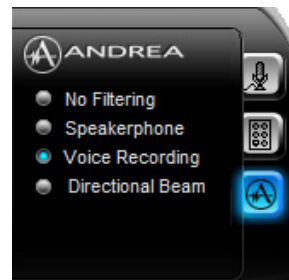 ANDREA
No Filtering
Speakerphone
Voice Recording
Directional Beam